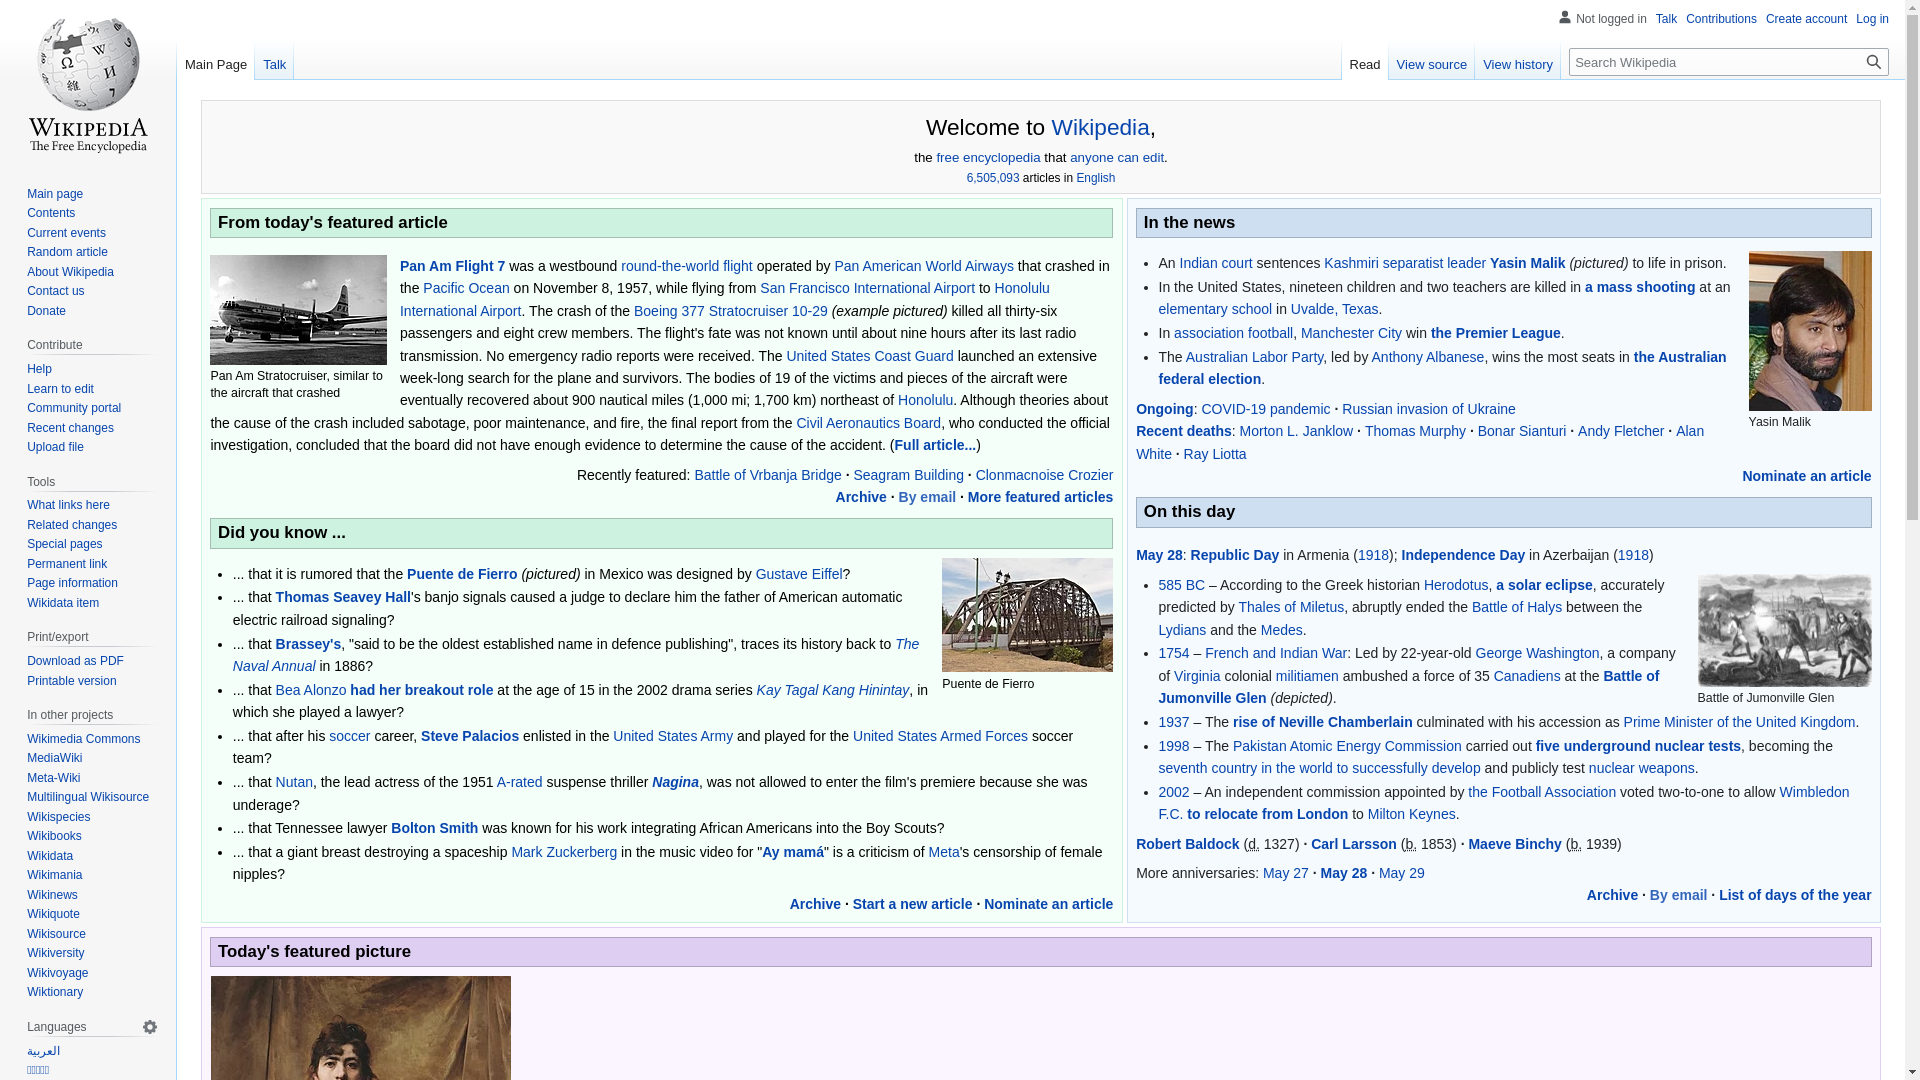 Not logged in Talk Contributions Create account Log in
Main Page Talk Read View source View history Search Wikipedia
WIKIPEDIA
The Free Encyclopedia
Main page
Contents
Current events
Random article
About Wikipedia
Contact us
Donate
Contribute
Help
Learn to edit
Community portal
Recent changes
Upload file
Tools
What links here
Related changes
Special pages
Permanent link
Page information
Wikidata item
Print/export
Download as PDF
Printable version
In other projects
Wikimedia Commons
MediaWiki
Meta-Wiki
Multilingual Wikisource
Wikispecies
Wikibooks
Wikidata
Wikimania
Wikinews
Wikiquote
Wikisource
Wikiversity
Wikivoyage
Wiktionary
Languages
العربية
Welcome to Wikipedia,
the free encyclopedia that anyone can edit.
6,505,093 articles in English
From today's featured article
Pan Am Stratocruiser, similar to
the aircraft that crashed
Pan Am Flight 7 was a westbound round-the-world flight operated by Pan American World Airways that crashed in
the Pacific Ocean on November 8, 1957, while flying from San Francisco International Airport to Honolulu
International Airport. The crash of the Boeing 377 Stratocruiser 10-29 (example pictured) killed all thirty-six
passengers and eight crew members. The flight's fate was not known until about nine hours after its last radio
transmission. No emergency radio reports were received. The United States Coast Guard launched an extensive
week-long search for the plane and survivors. The bodies of 19 of the victims and pieces of the aircraft were
eventually recovered about 900 nautical miles (1,000 mi; 1,700 km) northeast of Honolulu. Although theories about
the cause of the crash included sabotage, poor maintenance, and fire, the final report from the Civil Aeronautics Board, who conducted the official
investigation, concluded that the board did not have enough evidence to determine the cause of the accident. (Full article...)
Recently featured: Battle of Vrbanja Bridge · Seagram Building · Clonmacnoise Crozier
Archive · By email · More featured articles
Did you know ...
Puente de Fierro
... that it is rumored that the Puente de Fierro (pictured) in Mexico was designed by Gustave Eiffel?
... that Thomas Seavey Hall's banjo signals caused a judge to declare him the father of American automatic
electric railroad signaling?
... that Brassey's, "said to be the oldest established name in defence publishing", traces its history back to The
Naval Annual in 1886?
... that Bea Alonzo had her breakout role at the age of 15 in the 2002 drama series Kay Tagal Kang Hinintay, in
which she played a lawyer?
... that after his soccer career, Steve Palacios enlisted in the United States Army and played for the United States Armed Forces soccer
team?
... that Nutan, the lead actress of the 1951 A-rated suspense thriller Nagina, was not allowed to enter the film's premiere because she was
underage?
... that Tennessee lawyer Bolton Smith was known for his work integrating African Americans into the Boy Scouts?
... that a giant breast destroying a spaceship Mark Zuckerberg in the music video for "Ay mamá" is a criticism of Meta's censorship of female
nipples?
Archive · Start a new article · Nominate an article
In the news
Yasin Malik
An Indian court sentences Kashmiri separatist leader Yasin Malik (pictured) to life in prison.
In the United States, nineteen children and two teachers are killed in a mass shooting at an
elementary school in Uvalde, Texas.
In association football, Manchester City win the Premier League.
The Australian Labor Party, led by Anthony Albanese, wins the most seats in the Australian
federal election.
Ongoing: COVID-19 pandemic · Russian invasion of Ukraine
Recent deaths: Morton L. Janklow · Thomas Murphy · Bonar Sianturi · Andy Fletcher · Alan
White · Ray Liotta
Nominate an article
On this day
May 28: Republic Day in Armenia (1918); Independence Day in Azerbaijan (1918)
Battle of Jumonville Glen
585 BC – According to the Greek historian Herodotus, a solar eclipse, accurately
predicted by Thales of Miletus, abruptly ended the Battle of Halys between the
Lydians and the Medes.
1754 – French and Indian War: Led by 22-year-old George Washington, a company
of Virginia colonial militiamen ambushed a force of 35 Canadiens at the Battle of
Jumonville Glen (depicted).
1937 – The rise of Neville Chamberlain culminated with his accession as Prime Minister of the United Kingdom.
1998 – The Pakistan Atomic Energy Commission carried out five underground nuclear tests, becoming the
seventh country in the world to successfully develop and publicly test nuclear weapons.
2002 – An independent commission appointed by the Football Association voted two-to-one to allow Wimbledon
F.C. to relocate from London to Milton Keynes.
Robert Baldock (d. 1327) · Carl Larsson (b. 1853) · Maeve Binchy (b. 1939)
More anniversaries: May 27 · May 28 · May 29
Archive · By email · List of days of the year
Today's featured picture